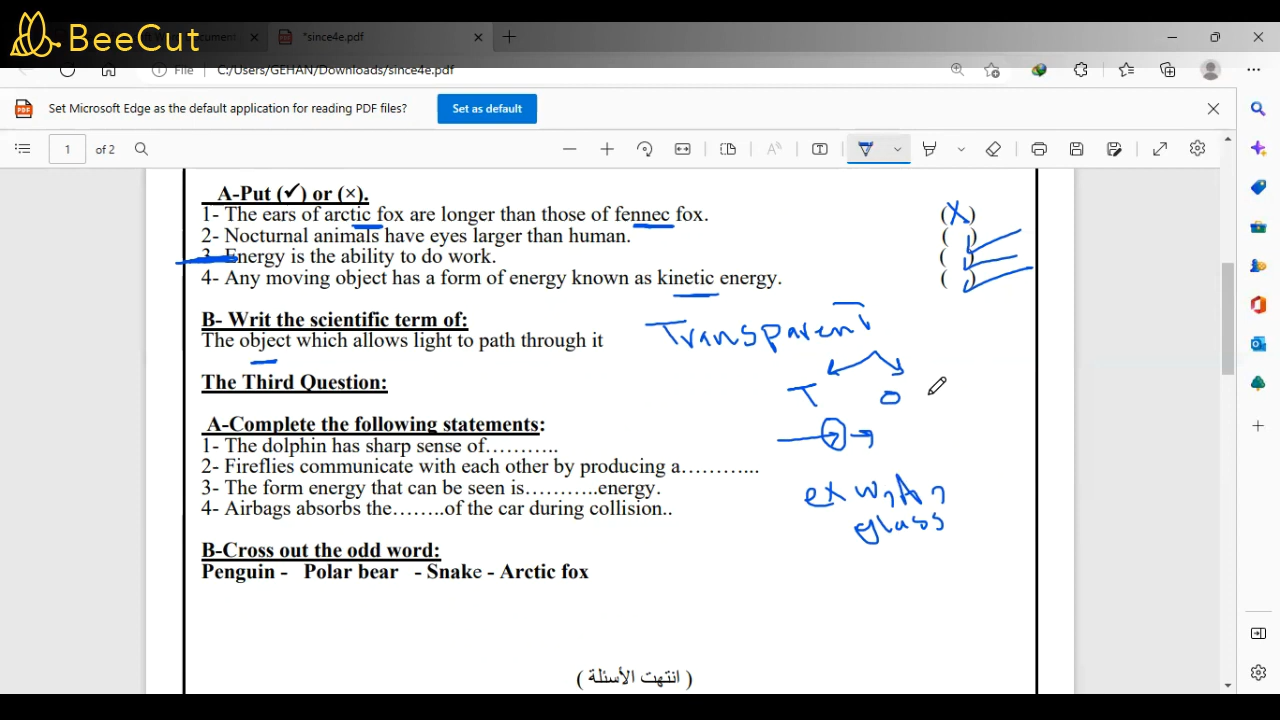 BeeCut
*since4e.pdf
File C:/Users/GEHAN/Downloads/since4e.pdf
Set Microsoft Edge as the default application for reading PDF files? Set as default
1 of 2
A-Put (✓) or (×).
1- The ears of arctic fox are longer than those of fennec fox. (X)
2- Nocturnal animals have eyes larger than human. ( )
3- Energy is the ability to do work. ( )
4- Any moving object has a form of energy known as kinetic energy. ( )
B- Writ the scientific term of:
The object which allows light to path through it
Transparent
The Third Question:
T O
A-Complete the following statements:
1- The dolphin has sharp sense of………..
2- Fireflies communicate with each other by producing a………...
3- The form energy that can be seen is………..energy.
4- Airbags absorbs the……..of the car during collision..
ex w, A,
glass
B-Cross out the odd word:
Penguin - Polar bear - Snake - Arctic fox
( انتهت الأسئلة )